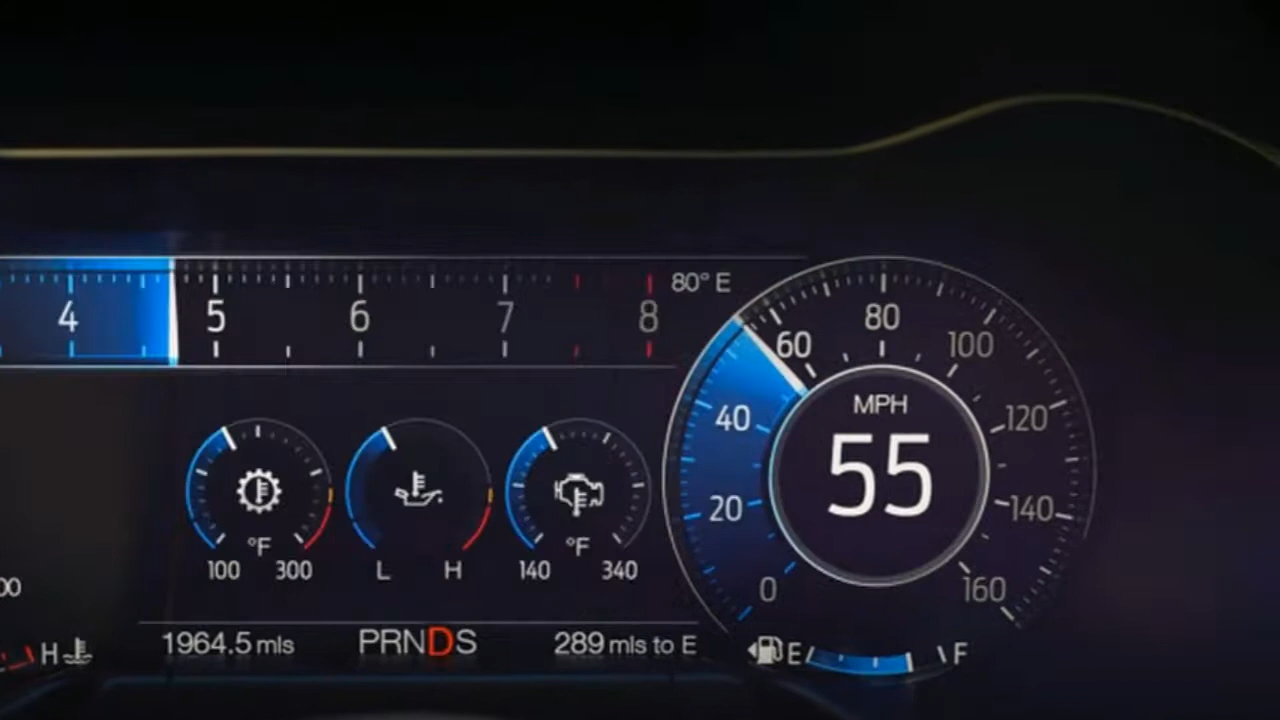 4 5 6 7 8 80° E
60 80 100
40 MPH 120
55
20 140
°F °F
100 300 L H 140 340
0 160
00
1964.5 mls PRNDS 289 mls to E
H E F